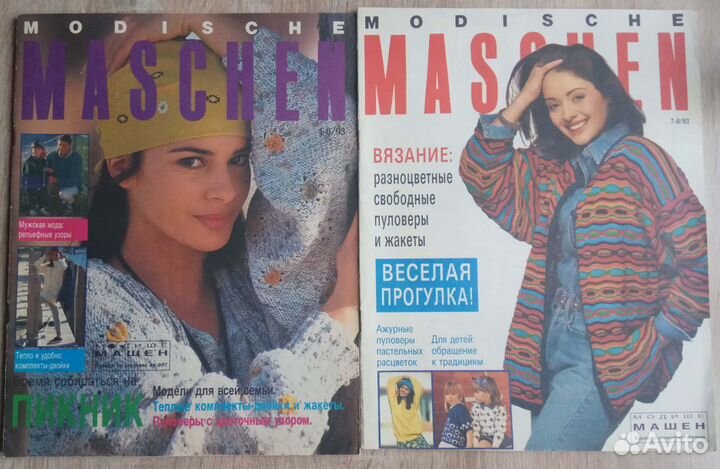 MODISCHE
MASCHEN
1-6/93
Мужская мода:
рельефные узоры
Тепло и удобно:
комплекты-двойки
МОДИШЕ
МАШЕН
Время собираться на
ПИКНИК
Модели для всей семьи.
Теплые комплекты-двойки и жакеты.
Пуловеры с цветочным узором.
MODISCHE
MASCHEN
7-8/93
ВЯЗАНИЕ:
разноцветные
свободные
пуловеры
и жакеты
ВЕСЕЛАЯ
ПРОГУЛКА!
Ажурные
пуловеры
пастельных
расцветок
Для детей:
обращение
к традициям
МОДИШЕ
МАШЕН
Avito